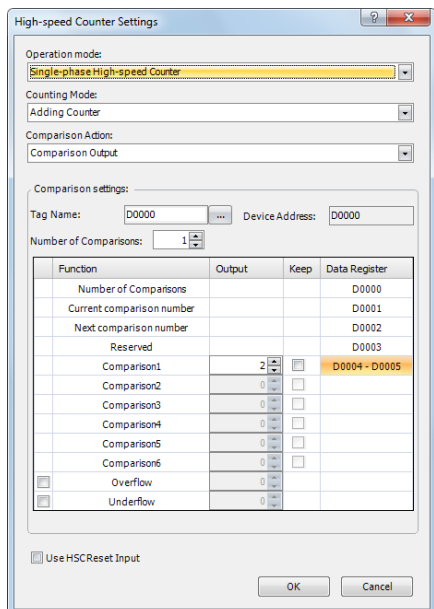 High-speed Counter Settings
Operation mode:
Single-phase High-speed Counter
Counting Mode:
Adding Counter
Comparison Action:
Comparison Output
Comparison settings:
Tag Name: D0000 ... Device Address: D0000
Number of Comparisons: 1
Function Output Keep Data Register
Number of Comparisons D0000
Current comparison number D0001
Next comparison number D0002
Reserved D0003
Comparison1 2 D0004 - D0005
Comparison2 0
Comparison3 0
Comparison4 0
Comparison5 0
Comparison6 0
Overflow 0
Underflow 0
Use HSCReset Input
OK Cancel